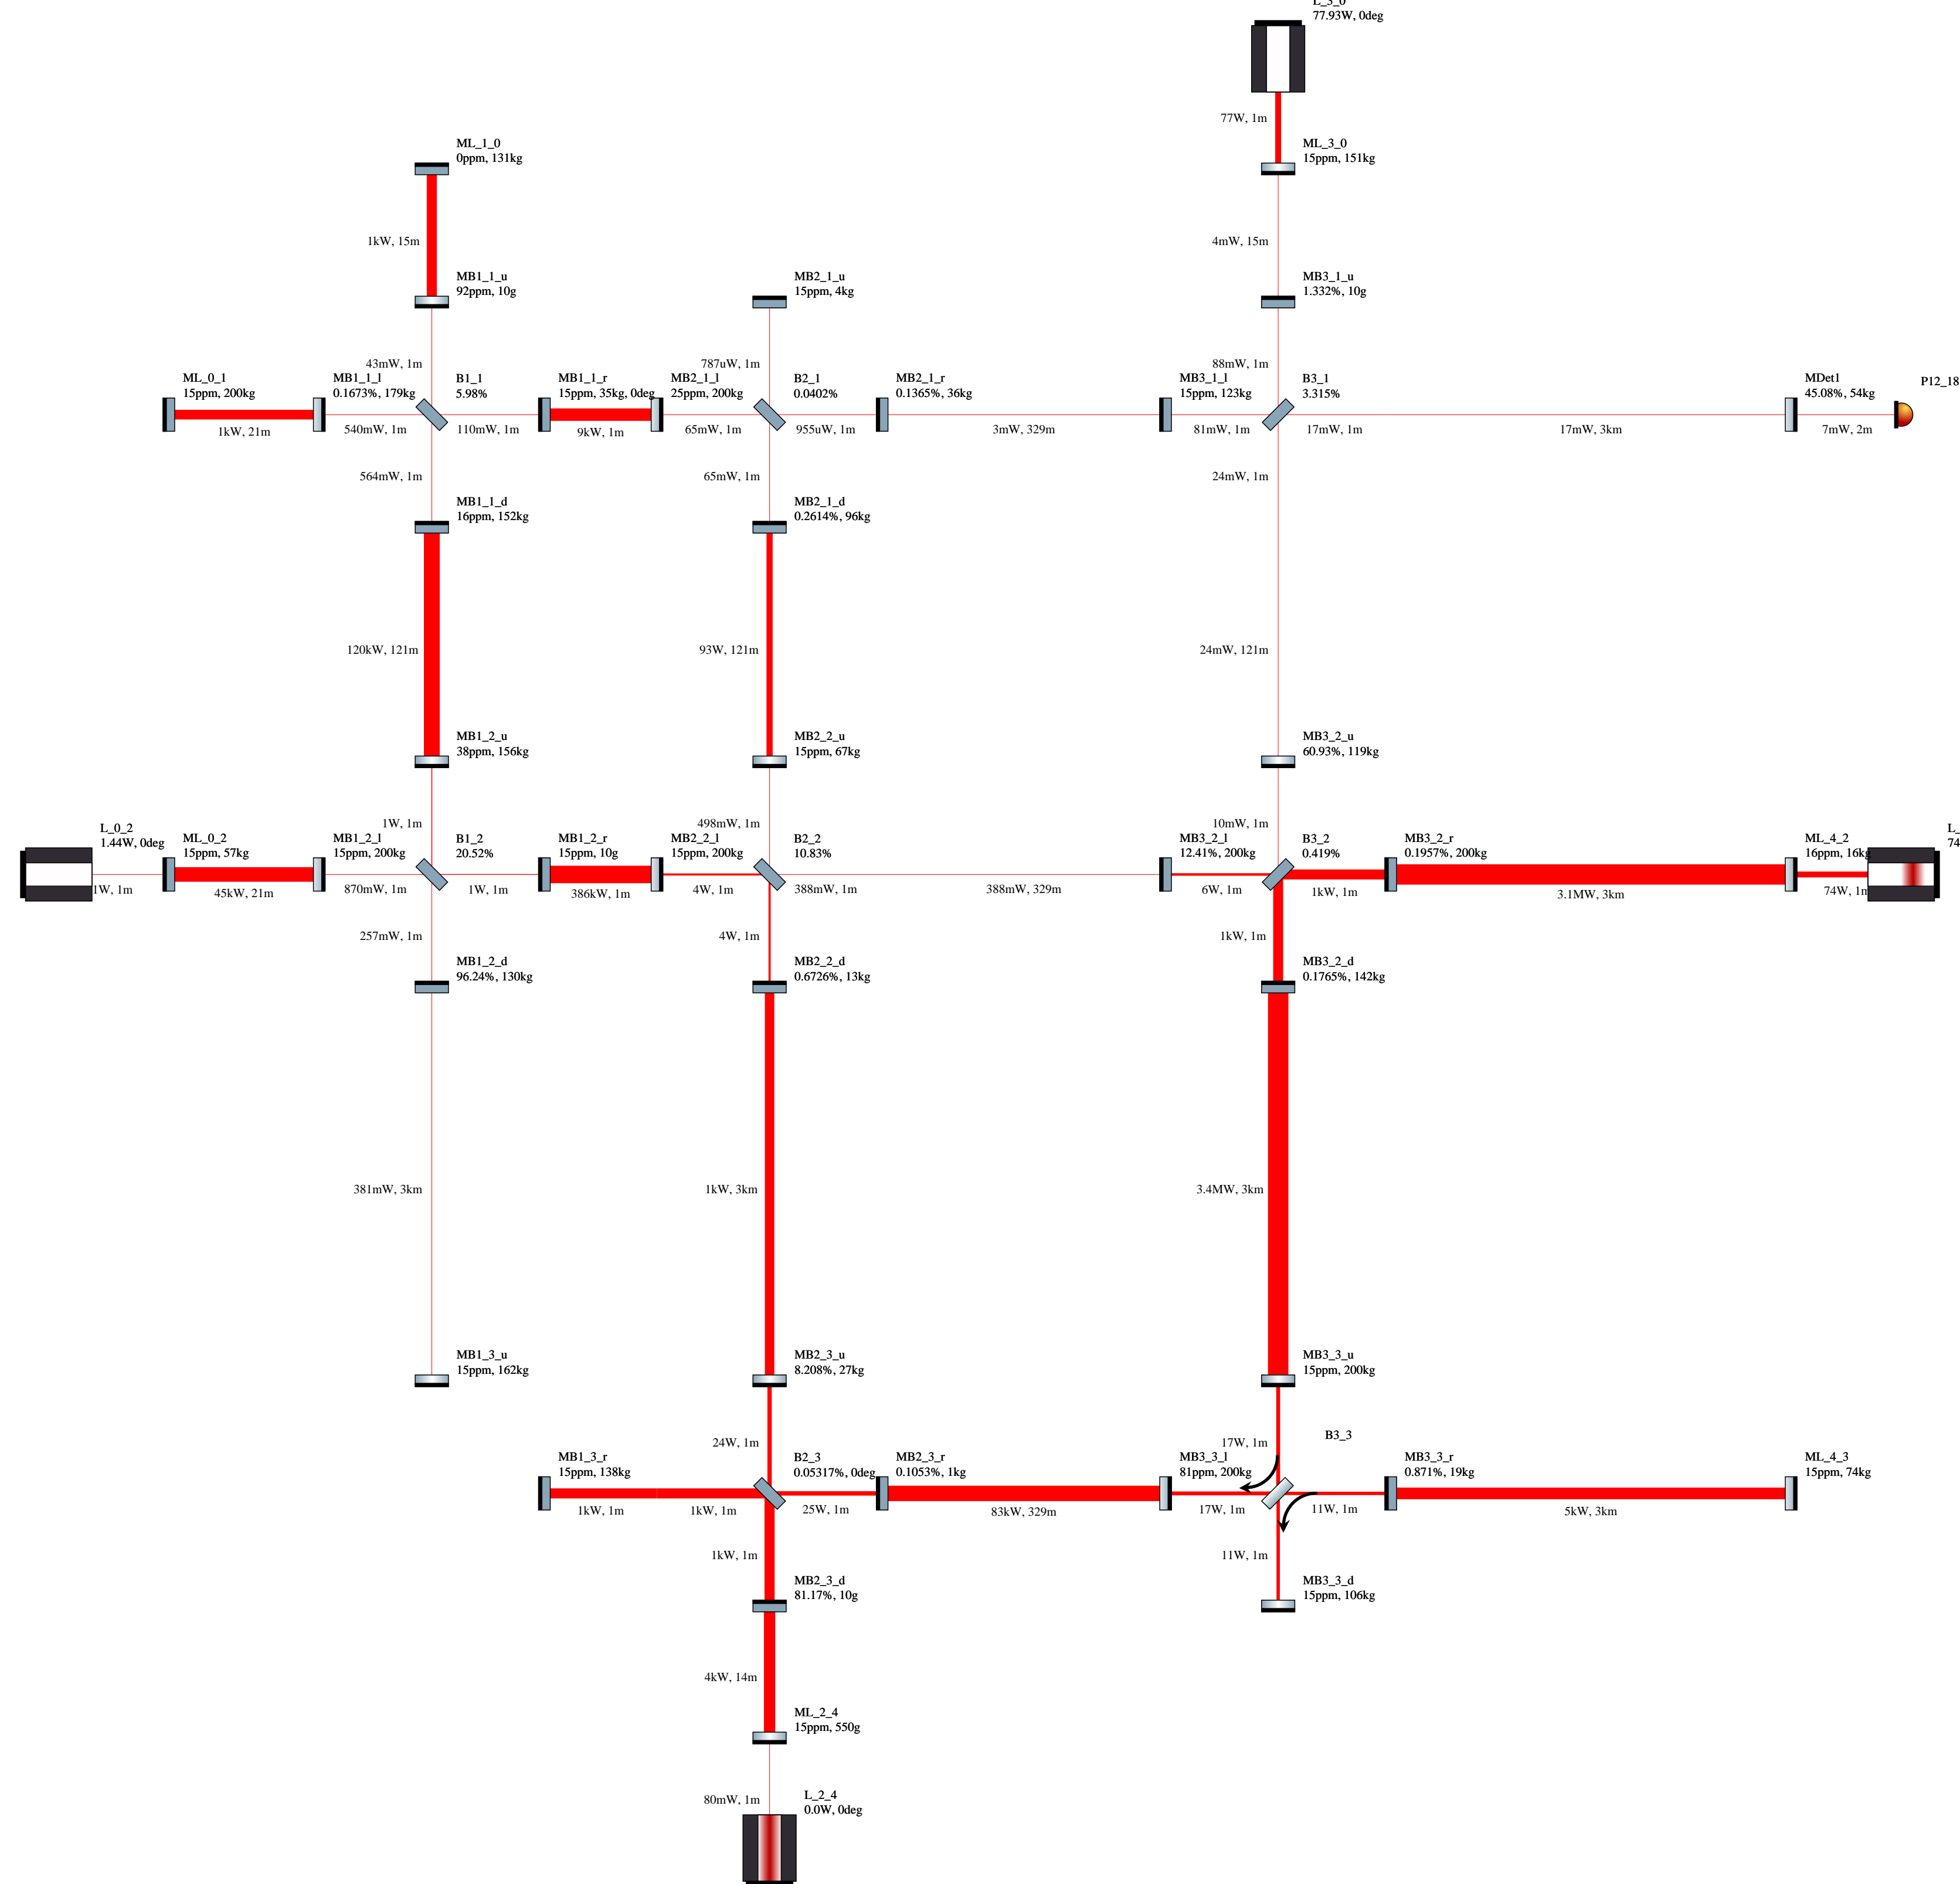 L_3_0
77.93W, 0deg
77W, 1m
ML_1_0
0ppm, 131kg
ML_3_0
15ppm, 151kg
1kW, 15m
4mW, 15m
MB1_1_u
92ppm, 10g
MB2_1_u
15ppm, 4kg
MB3_1_u
1.332%, 10g
43mW, 1m
787uW, 1m
88mW, 1m
ML_0_1
15ppm, 200kg
MB1_1_l
0.1673%, 179kg
B1_1
5.98%
MB1_1_r
15ppm, 35kg, 0deg
MB2_1_l
25ppm, 200kg
B2_1
0.0402%
MB2_1_r
0.1365%, 36kg
MB3_1_l
15ppm, 123kg
B3_1
3.315%
MDet1
45.08%, 54kg
P12_18
1kW, 21m
540mW, 1m
110mW, 1m
9kW, 1m
65mW, 1m
955uW, 1m
3mW, 329m
81mW, 1m
17mW, 1m
17mW, 3km
7mW, 2m
564mW, 1m
65mW, 1m
24mW, 1m
MB1_1_d
16ppm, 152kg
MB2_1_d
0.2614%, 96kg
120kW, 121m
93W, 121m
24mW, 121m
MB1_2_u
38ppm, 156kg
MB2_2_u
15ppm, 67kg
MB3_2_u
60.93%, 119kg
1W, 1m
498mW, 1m
10mW, 1m
L_0_2
1.44W, 0deg
ML_0_2
15ppm, 57kg
MB1_2_l
15ppm, 200kg
B1_2
20.52%
MB1_2_r
15ppm, 10g
MB2_2_l
15ppm, 200kg
B2_2
10.83%
MB3_2_l
12.41%, 200kg
B3_2
0.419%
MB3_2_r
0.1957%, 200kg
ML_4_2
16ppm, 16kg
L_
74
1W, 1m
45kW, 21m
870mW, 1m
1W, 1m
386kW, 1m
4W, 1m
388mW, 1m
388mW, 329m
6W, 1m
1kW, 1m
3.1MW, 3km
74W, 1m
257mW, 1m
4W, 1m
1kW, 1m
MB1_2_d
96.24%, 130kg
MB2_2_d
0.6726%, 13kg
MB3_2_d
0.1765%, 142kg
381mW, 3km
1kW, 3km
3.4MW, 3km
MB1_3_u
15ppm, 162kg
MB2_3_u
8.208%, 27kg
MB3_3_u
15ppm, 200kg
24W, 1m
17W, 1m
B3_3
MB1_3_r
15ppm, 138kg
B2_3
0.05317%, 0deg
MB2_3_r
0.1053%, 1kg
MB3_3_l
81ppm, 200kg
MB3_3_r
0.871%, 19kg
ML_4_3
15ppm, 74kg
1kW, 1m
1kW, 1m
25W, 1m
83kW, 329m
17W, 1m
11W, 1m
5kW, 3km
1kW, 1m
11W, 1m
MB2_3_d
81.17%, 10g
MB3_3_d
15ppm, 106kg
4kW, 14m
ML_2_4
15ppm, 550g
80mW, 1m
L_2_4
0.0W, 0deg